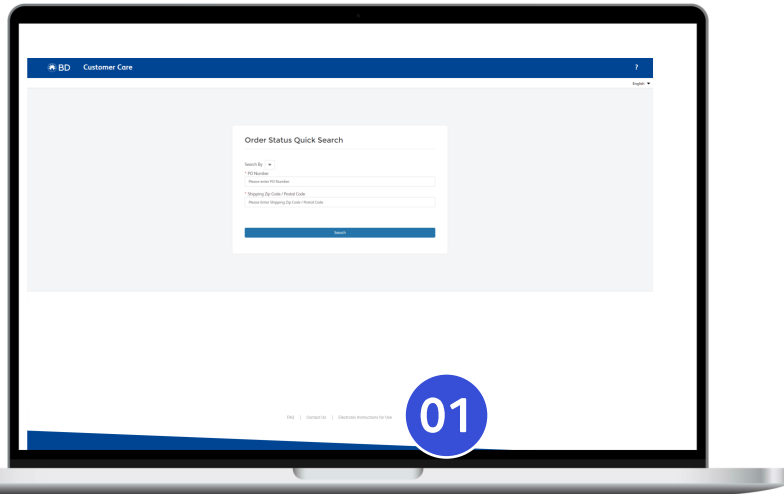 BD Customer Care ?
English
Order Status Quick Search
Search By
* PO Number
Please enter PO Number
* Shipping Zip Code / Postal Code
Please Enter Shipping Zip Code / Postal Code
Search
FAQ | Contact Us | Electronic Instructions for Use
01